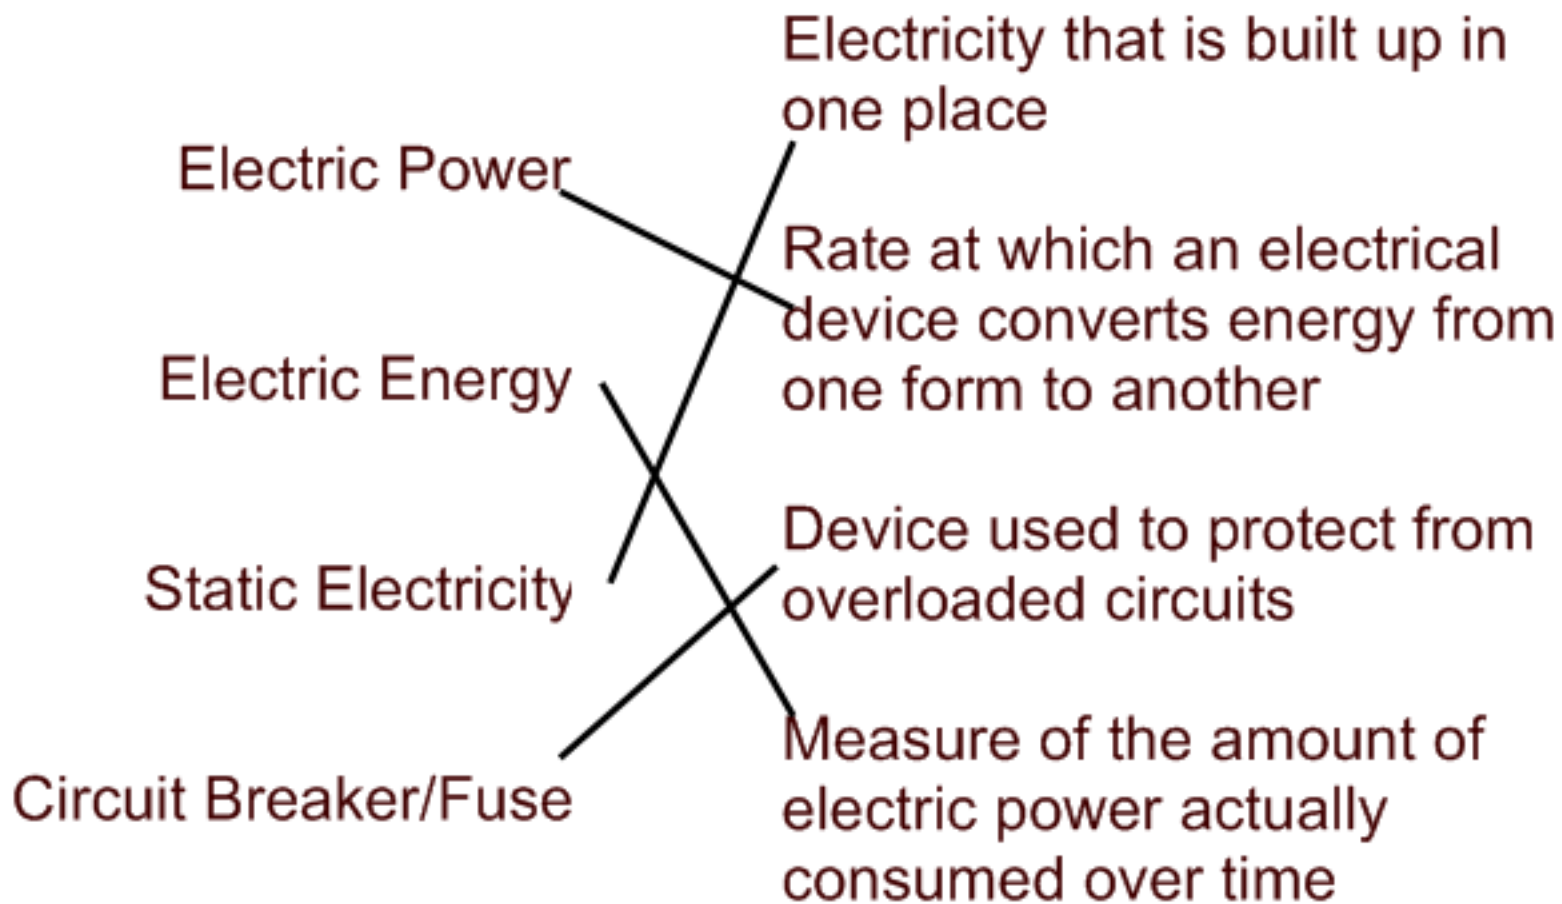 Electric Power
Electric Energy
Static Electricity
Circuit Breaker/Fuse
Electricity that is built up in
one place
Rate at which an electrical
device converts energy from
one form to another
Device used to protect from
overloaded circuits
Measure of the amount of
electric power actually
consumed over time